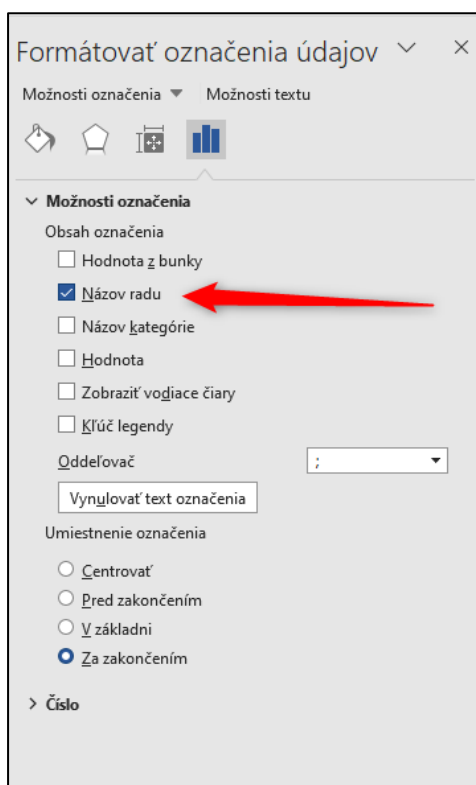 Formátovať označenia údajov
Možnosti označenia Možnosti textu
Možnosti označenia
Obsah označenia
Hodnota z bunky
Názov radu
Názov kategórie
Hodnota
Zobraziť vodiace čiary
Kľúč legendy
Oddeľovač ;
Vynulovať text označenia
Umiestnenie označenia
Centrovať
Pred zakončením
V základni
Za zakončením
Číslo